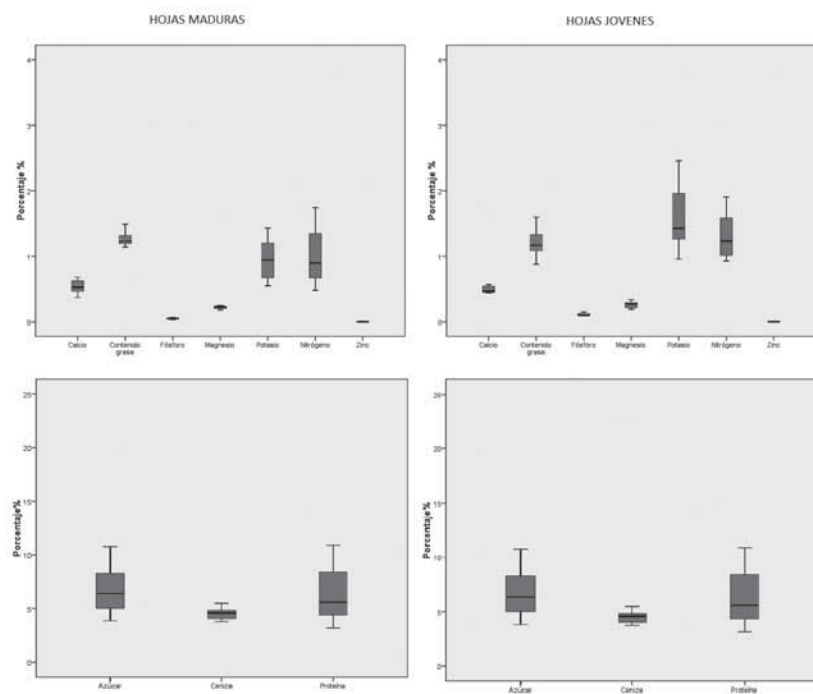 HOJAS MADURAS
HOJAS JOVENES
Porcentaje %
4
3
2
1
0
Calcio
Contenido
grasa
Fósforo
Magnesio
Potasio
Nitrógeno
Zinc
Porcentaje %
4
3
2
1
0
Calcio
Contenido
grasa
Fósforo
Magnesio
Potasio
Nitrógeno
Zinc
Porcentaje%
25
20
15
10
5
0
Azúcar
Ceniza
Proteína
Porcentaje%
25
20
15
10
5
0
Azúcar
Ceniza
Proteína